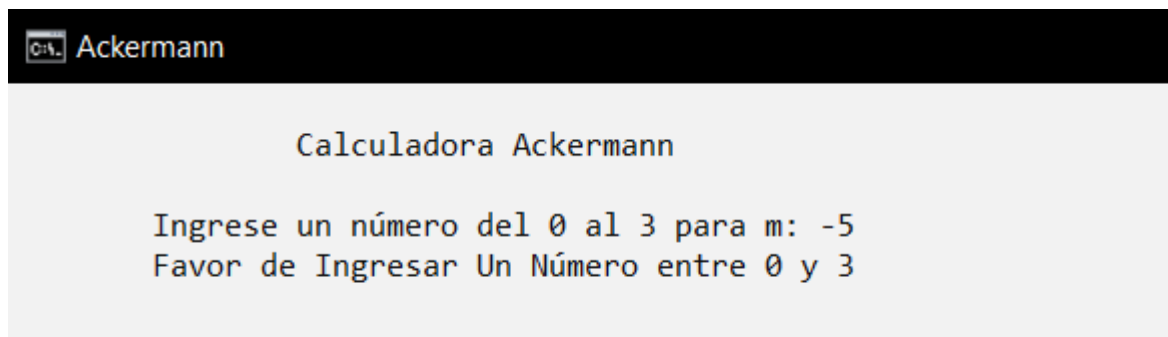 C:\. Ackermann
Calculadora Ackermann
Ingrese un número del 0 al 3 para m: -5
Favor de Ingresar Un Número entre 0 y 3